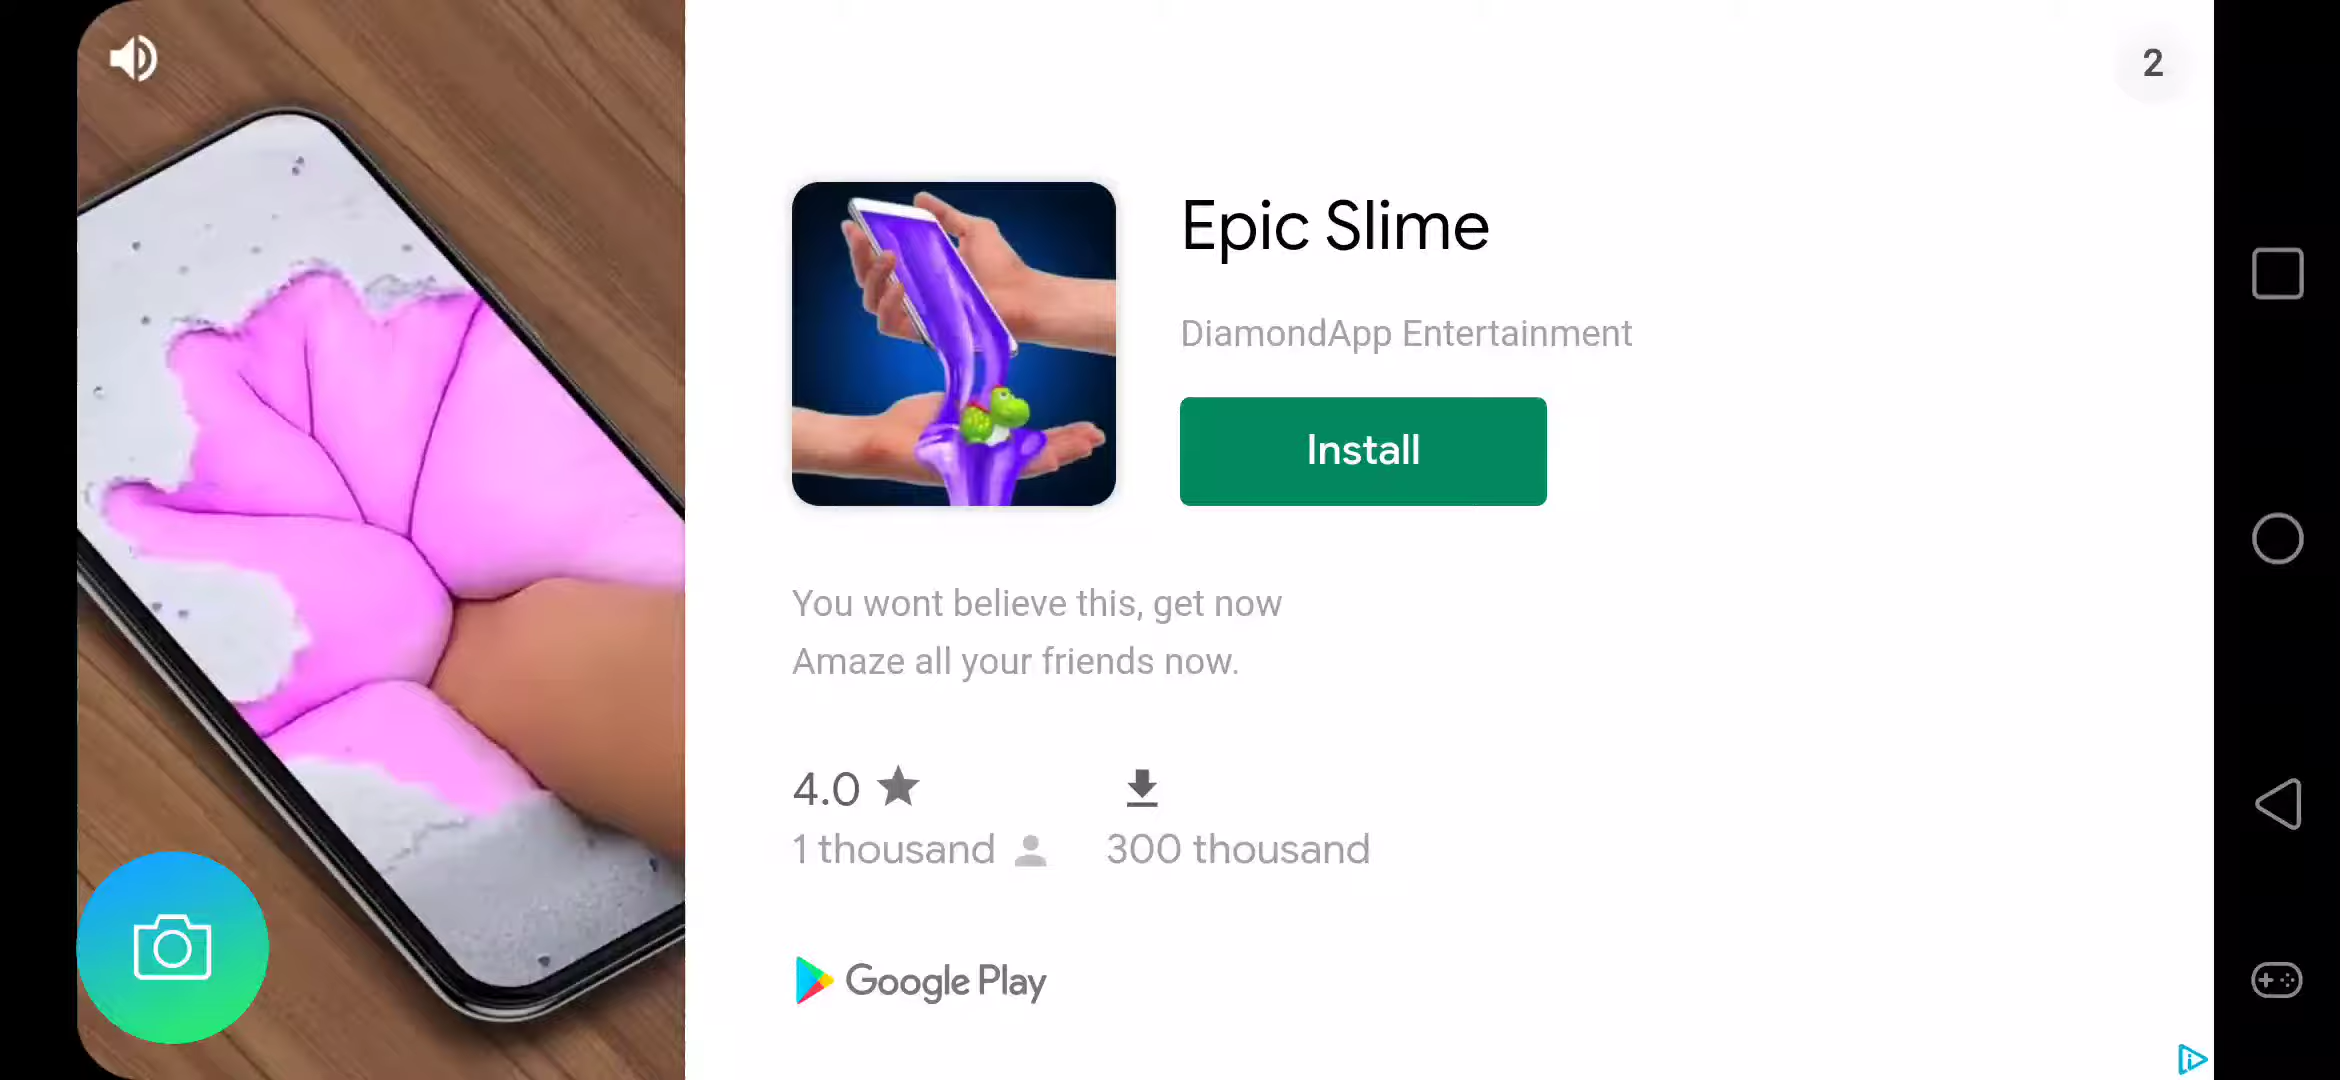 2
Epic Slime
DiamondApp Entertainment
Install
You wont believe this, get now
Amaze all your friends now.
4.0
1 thousand
300 thousand
Google Play